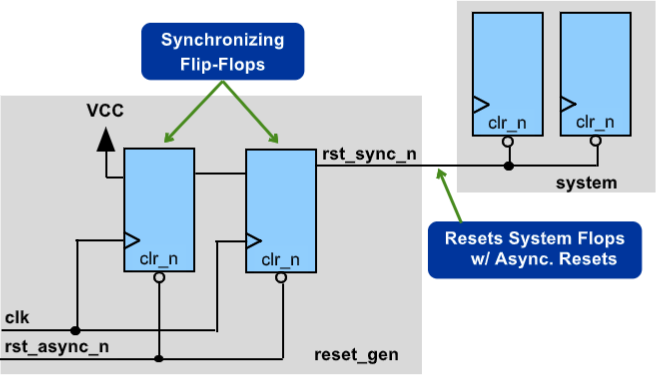 Synchronizing
Flip-Flops
VCC
clr_n
clr_n
rst_sync_n
system
clr_n
clr_n
Resets System Flops
w/ Async. Resets
clk
rst_async_n
reset_gen